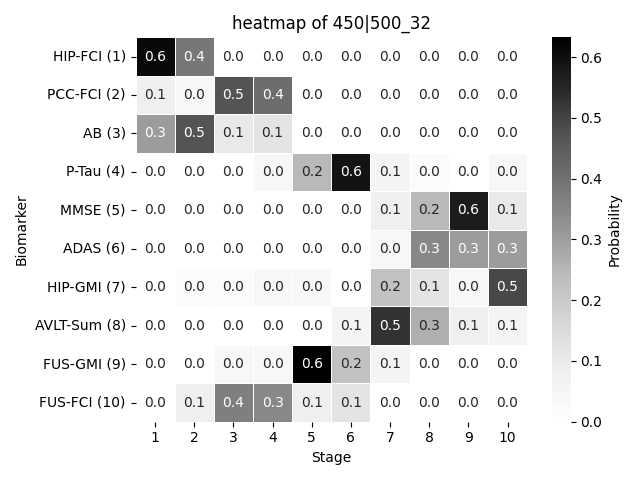 heatmap of 450|500_32
HIP-FCI (1) 0.6 0.4 0.0 0.0 0.0 0.0 0.0 0.0 0.0 0.0
PCC-FCI (2) 0.1 0.0 0.5 0.4 0.0 0.0 0.0 0.0 0.0 0.0
AB (3) 0.3 0.5 0.1 0.1 0.0 0.0 0.0 0.0 0.0 0.0
P-Tau (4) 0.0 0.0 0.0 0.0 0.2 0.6 0.1 0.0 0.0 0.0
MMSE (5) 0.0 0.0 0.0 0.0 0.0 0.0 0.1 0.2 0.6 0.1
ADAS (6) 0.0 0.0 0.0 0.0 0.0 0.0 0.0 0.3 0.3 0.3
HIP-GMI (7) 0.0 0.0 0.0 0.0 0.0 0.0 0.2 0.1 0.0 0.5
AVLT-Sum (8) 0.0 0.0 0.0 0.0 0.0 0.1 0.5 0.3 0.1 0.1
FUS-GMI (9) 0.0 0.0 0.0 0.0 0.6 0.2 0.1 0.0 0.0 0.0
FUS-FCI (10) 0.0 0.1 0.4 0.3 0.1 0.1 0.0 0.0 0.0 0.0
1 2 3 4 5 6 7 8 9 10
Stage
Biomarker
0.6
0.5
0.4
0.3
0.2
0.1
0.0
Probability